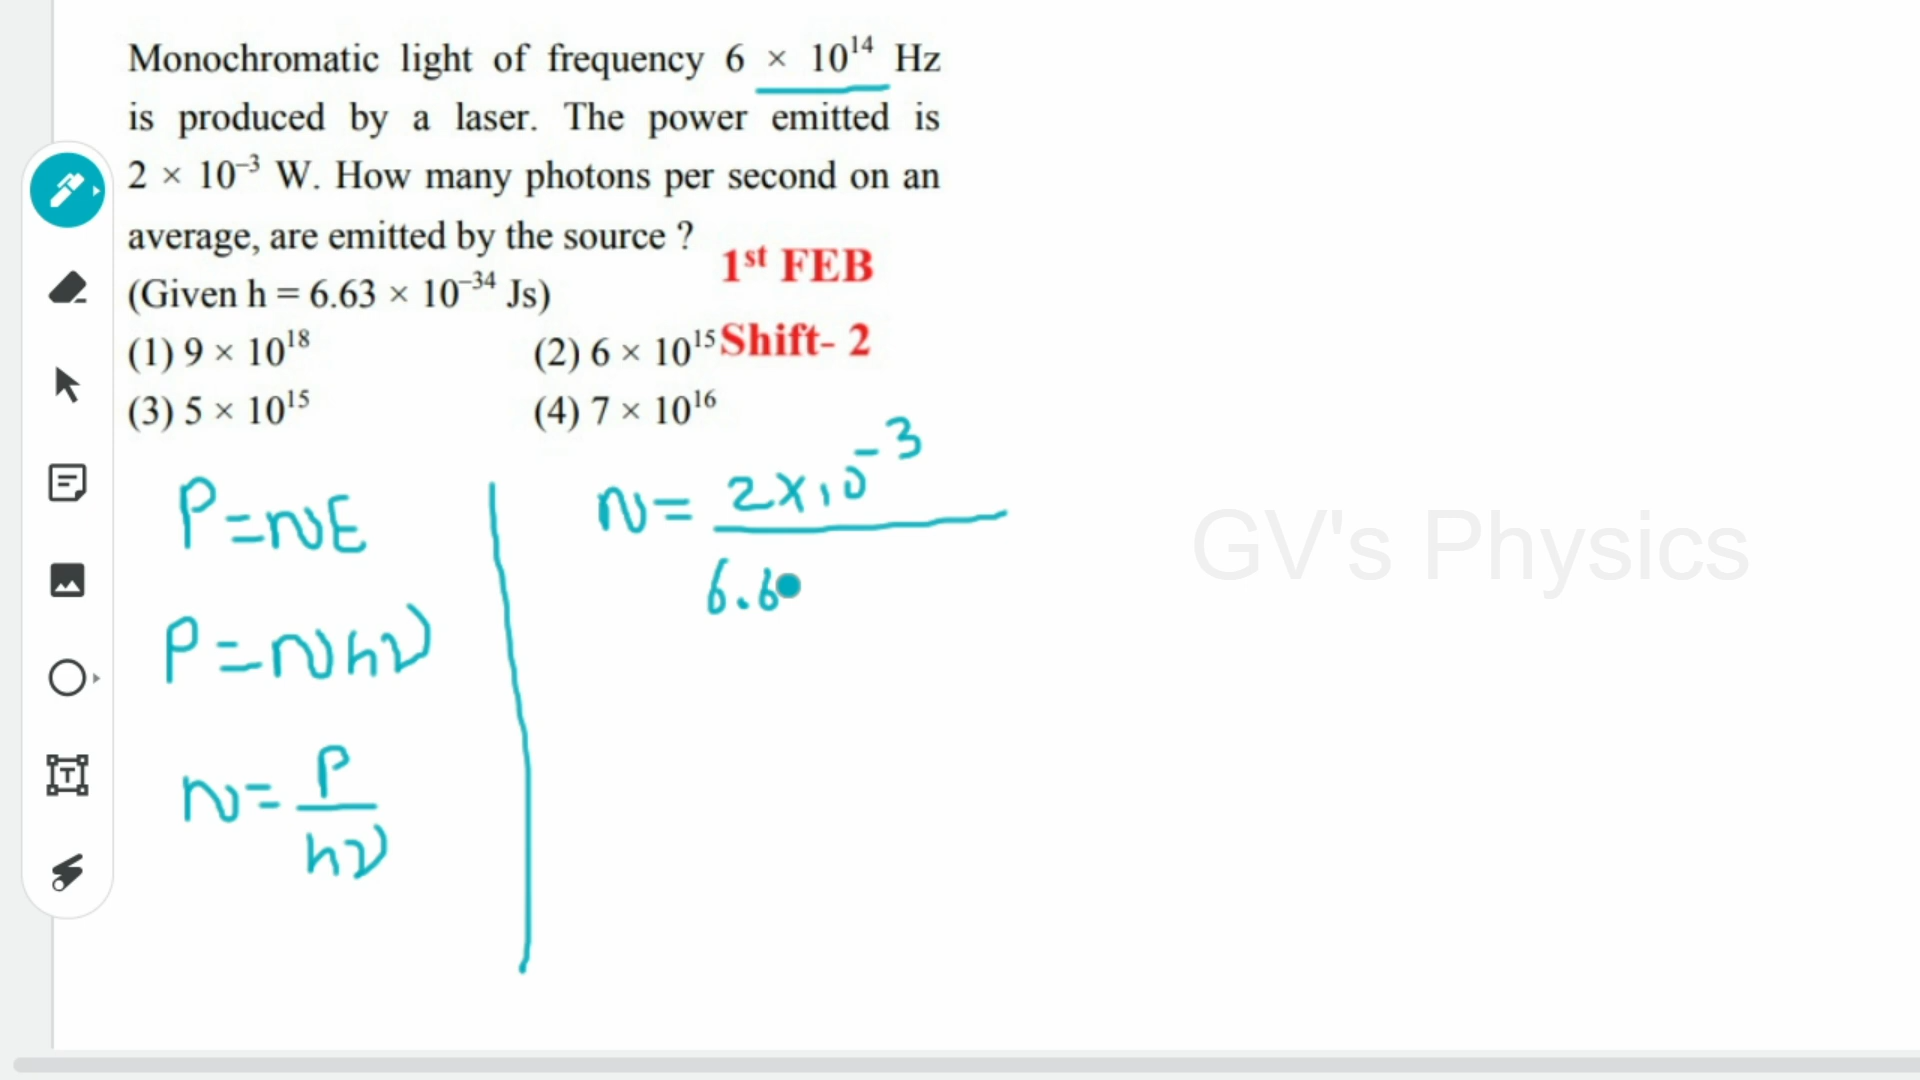 Monochromatic light of frequency 6 × 10¹⁴ Hz
is produced by a laser. The power emitted is
2 × 10⁻³ W. How many photons per second on an
average, are emitted by the source ?
(Given h = 6.63 × 10⁻³⁴ Js)
(1) 9 × 10¹⁸ (2) 6 × 10¹⁵
(3) 5 × 10¹⁵ (4) 7 × 10¹⁶
1ˢᵗ FEB
Shift- 2
P=nE
P=nhν
n=P/hν
n= 2×10⁻³
6.6
GV's Physics